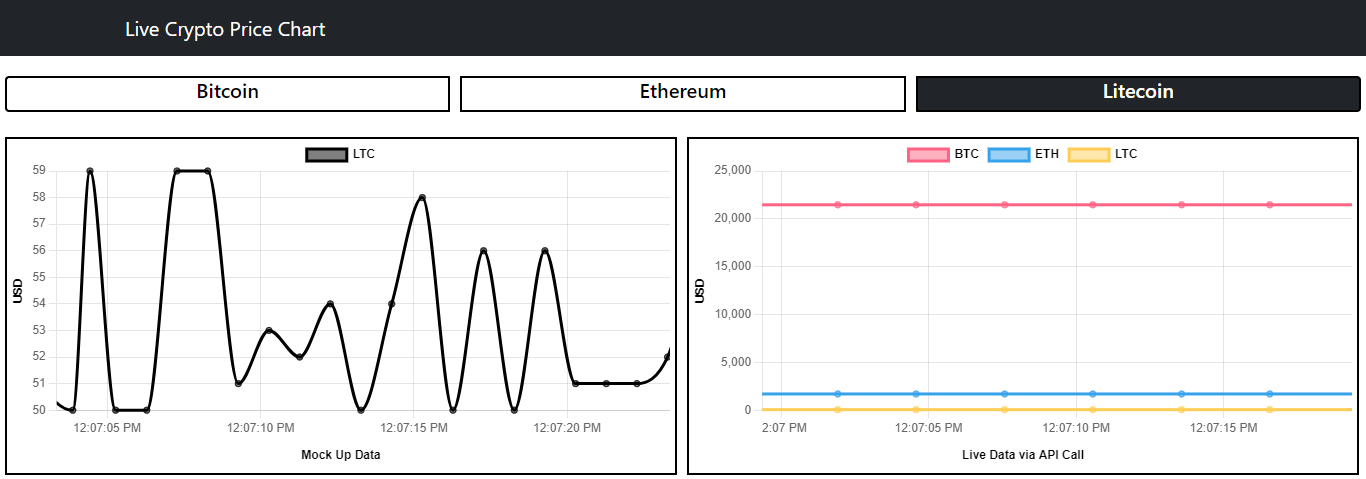 Live Crypto Price Chart
Bitcoin Ethereum Litecoin
LTC
59
58
57
56
55
54
53
52
51
50
USD
12:07:05 PM 12:07:10 PM 12:07:15 PM 12:07:20 PM
Mock Up Data
BTC ETH LTC
25,000
20,000
15,000
10,000
5,000
0
USD
2:07 PM 12:07:05 PM 12:07:10 PM 12:07:15 PM
Live Data via API Call